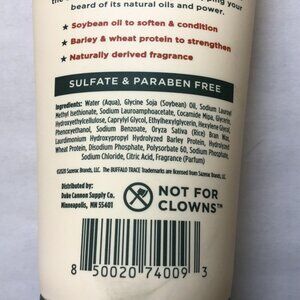 beard of its natural oils and power.
★ Soybean oil to soften & condition
★ Barley & wheat protein to strengthen
★ Naturally derived fragrance
SULFATE & PARABEN FREE
Ingredients: Water (Aqua), Glycine Soja (Soybean) Oil, Sodium Lauroyl
Methyl Isethionate, Sodium Lauroamphoacetate, Cocamide Mipa, Glycerin,
Hydroxyethylcellulose, Caprylyl Glycol, Ethylhexylglycerin, Hexylene Glycol,
Phenoxyethanol, Sodium Benzoate, Oryza Sativa (Rice) Bran Wax,
Laurdimonium Hydroxypropyl Hydrolyzed Barley Protein, Hydrolyzed
Wheat Protein, Disodium Phosphate, Polysorbate 60, Sodium Phosphate,
Sodium Chloride, Citric Acid, Fragrance (Parfum)
©2020 Sazerac Brands, LLC. The BUFFALO TRACE Trademarks are licensed by Sazerac Brands, LLC.
Distributed by:
Duke Cannon Supply Co.
Minneapolis, MN 55401
NOT FOR
CLOWNS™
8 50020 74009 3